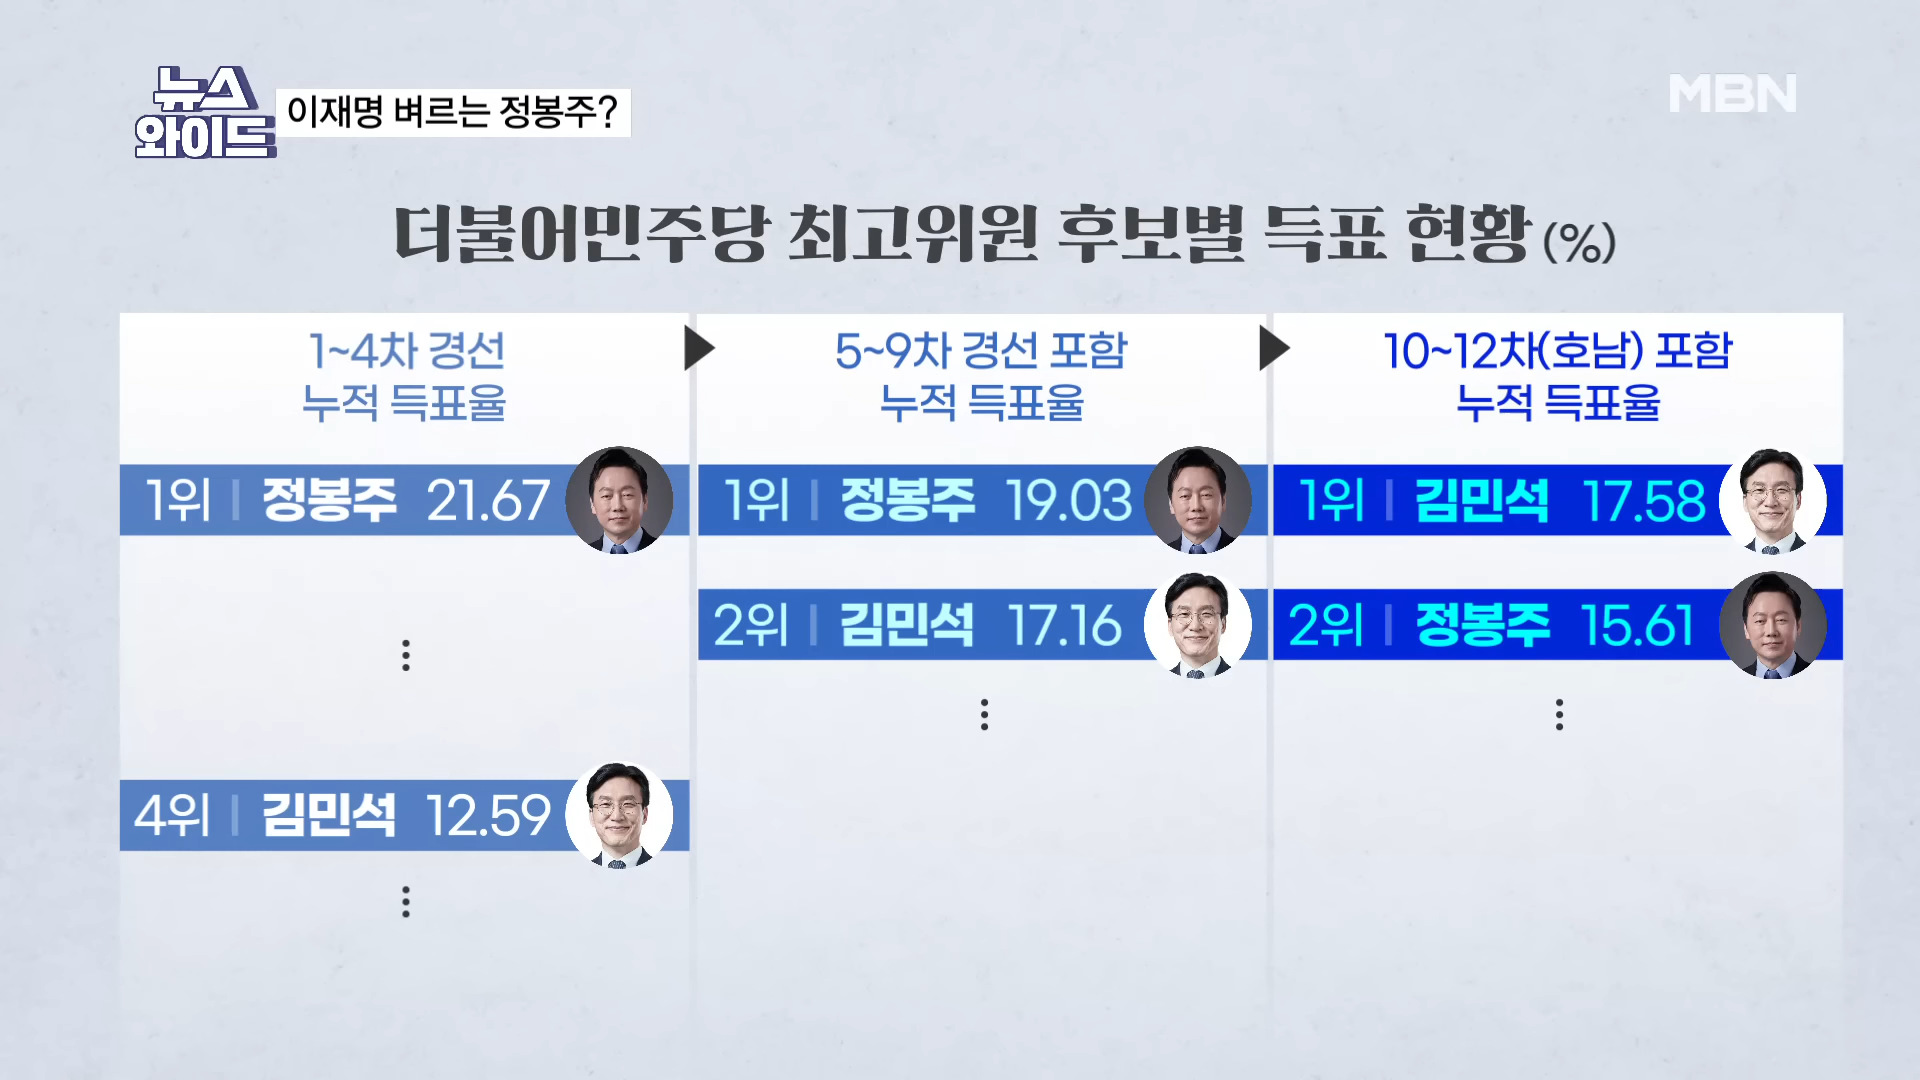 뉴스
와이드
이재명 벼르는 정봉주?
MBN
더불어민주당 최고위원 후보별 득표 현황 (%)
1~4차 경선
누적 득표율
1위 정봉주 21.67
4위 김민석 12.59
5~9차 경선 포함
누적 득표율
1위 정봉주 19.03
2위 김민석 17.16
10~12차(호남) 포함
누적 득표율
1위 김민석 17.58
2위 정봉주 15.61